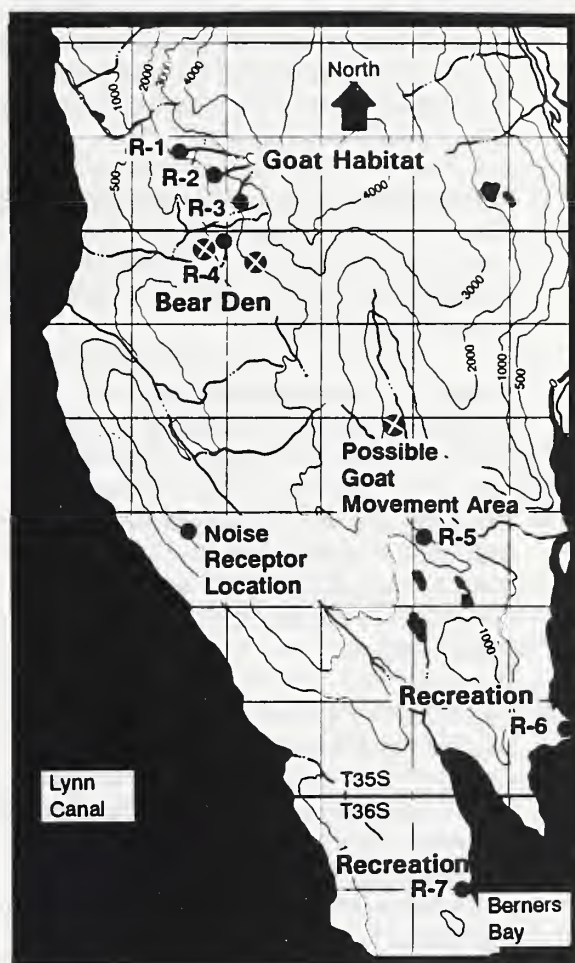 1000
2000
3000
4000
North
R-1
Goat Habitat
R-2
500
R-3
4000
R-4
Bear Den
3000
2000
1000
500
Possible
Goat
Movement Area
Noise
Receptor
Location
R-5
1000
Recreation
R-6
Lynn
Canal
T35S
T36S
Recreation
R-7
Berners
Bay